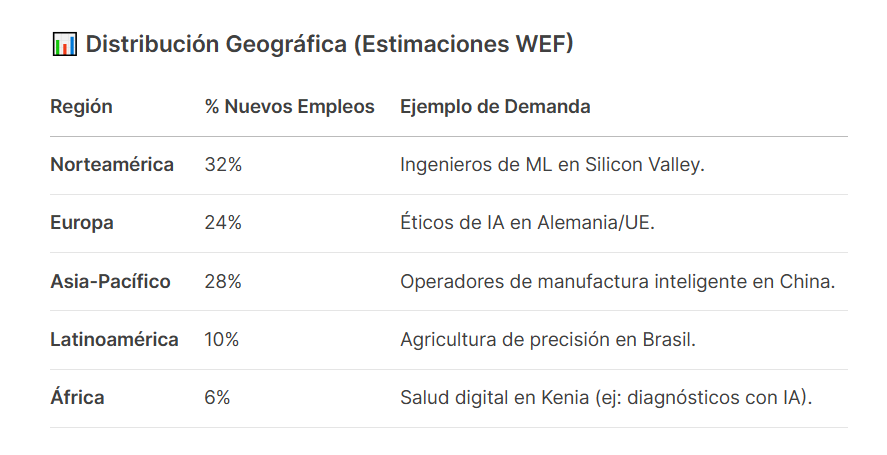 📊 Distribución Geográfica (Estimaciones WEF)
Región % Nuevos Empleos Ejemplo de Demanda
Norteamérica 32% Ingenieros de ML en Silicon Valley.
Europa 24% Éticos de IA en Alemania/UE.
Asia-Pacífico 28% Operadores de manufactura inteligente en China.
Latinoamérica 10% Agricultura de precisión en Brasil.
África 6% Salud digital en Kenia (ej: diagnósticos con IA).